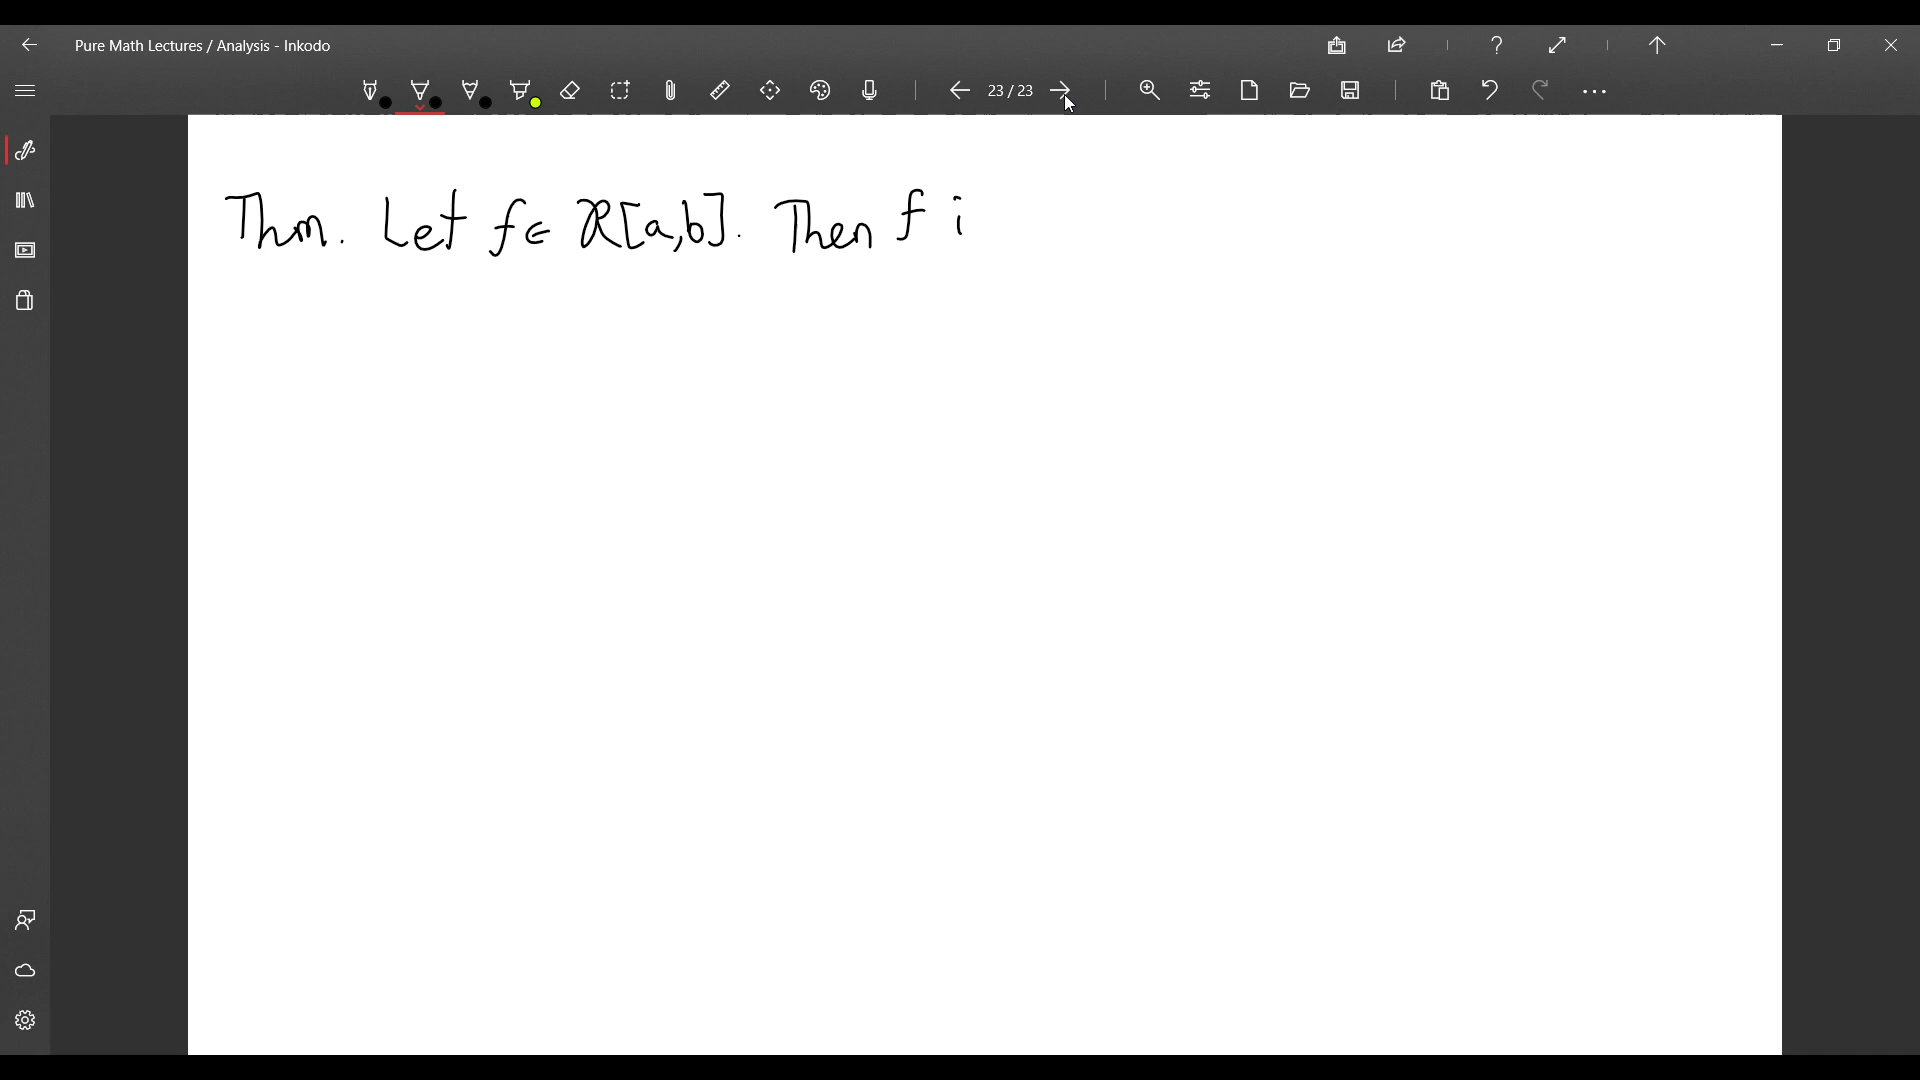 Pure Math Lectures / Analysis - Inkodo
23 / 23
Thm. Let f ∈ ℛ[a,b]. Then f i